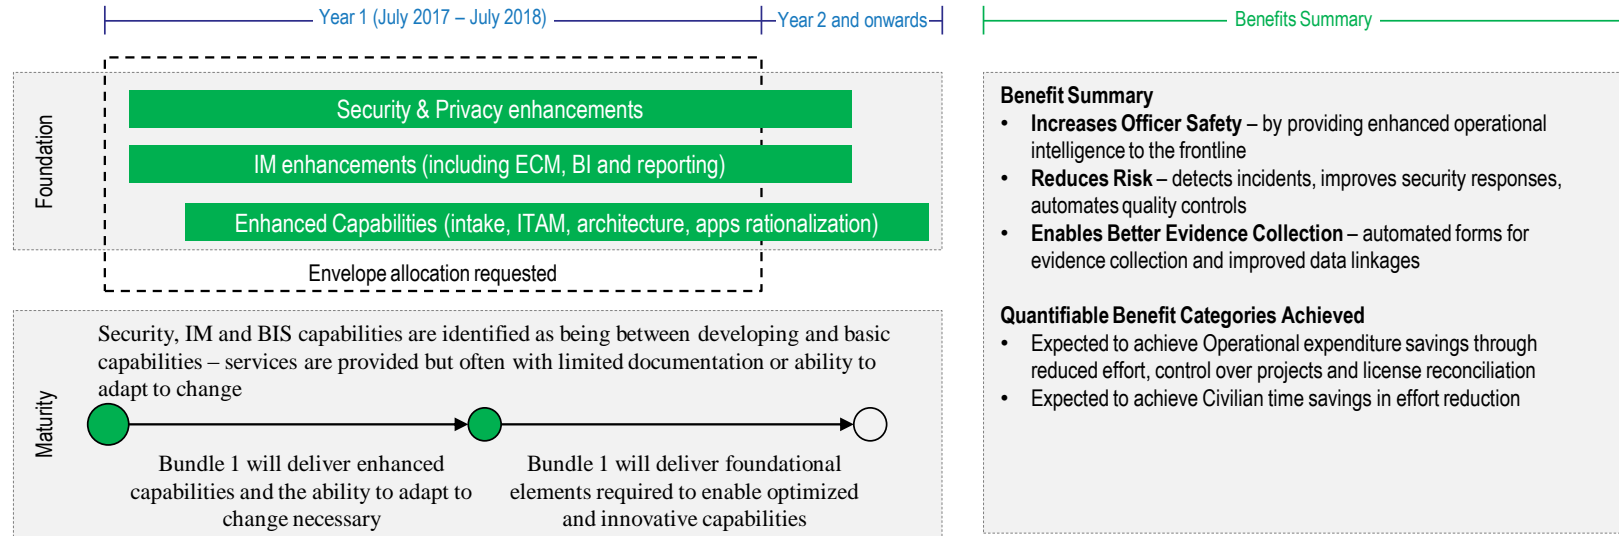 Year 1 (July 2017 – July 2018)
Year 2 and onwards
Benefits Summary
Foundation
Security & Privacy enhancements
IM enhancements (including ECM, BI and reporting)
Enhanced Capabilities (intake, ITAM, architecture, apps rationalization)
Envelope allocation requested
Maturity
Security, IM and BIS capabilities are identified as being between developing and basic
capabilities – services are provided but often with limited documentation or ability to
adapt to change
Bundle 1 will deliver enhanced
capabilities and the ability to adapt to
change necessary
Bundle 1 will deliver foundational
elements required to enable optimized
and innovative capabilities
Benefit Summary
• Increases Officer Safety – by providing enhanced operational
intelligence to the frontline
• Reduces Risk – detects incidents, improves security responses,
automates quality controls
• Enables Better Evidence Collection – automated forms for
evidence collection and improved data linkages
Quantifiable Benefit Categories Achieved
• Expected to achieve Operational expenditure savings through
reduced effort, control over projects and license reconciliation
• Expected to achieve Civilian time savings in effort reduction